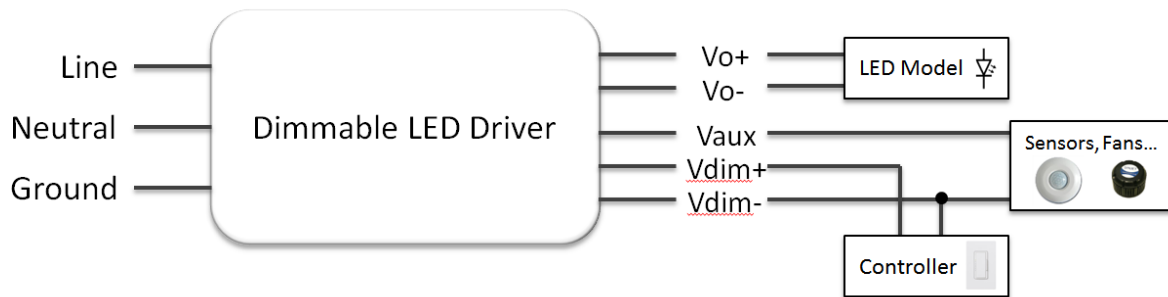 Line
Neutral
Ground
Dimmable LED Driver
Vo+
Vo-
Vaux
Vdim+
Vdim-
LED Model
Sensors, Fans...
Controller